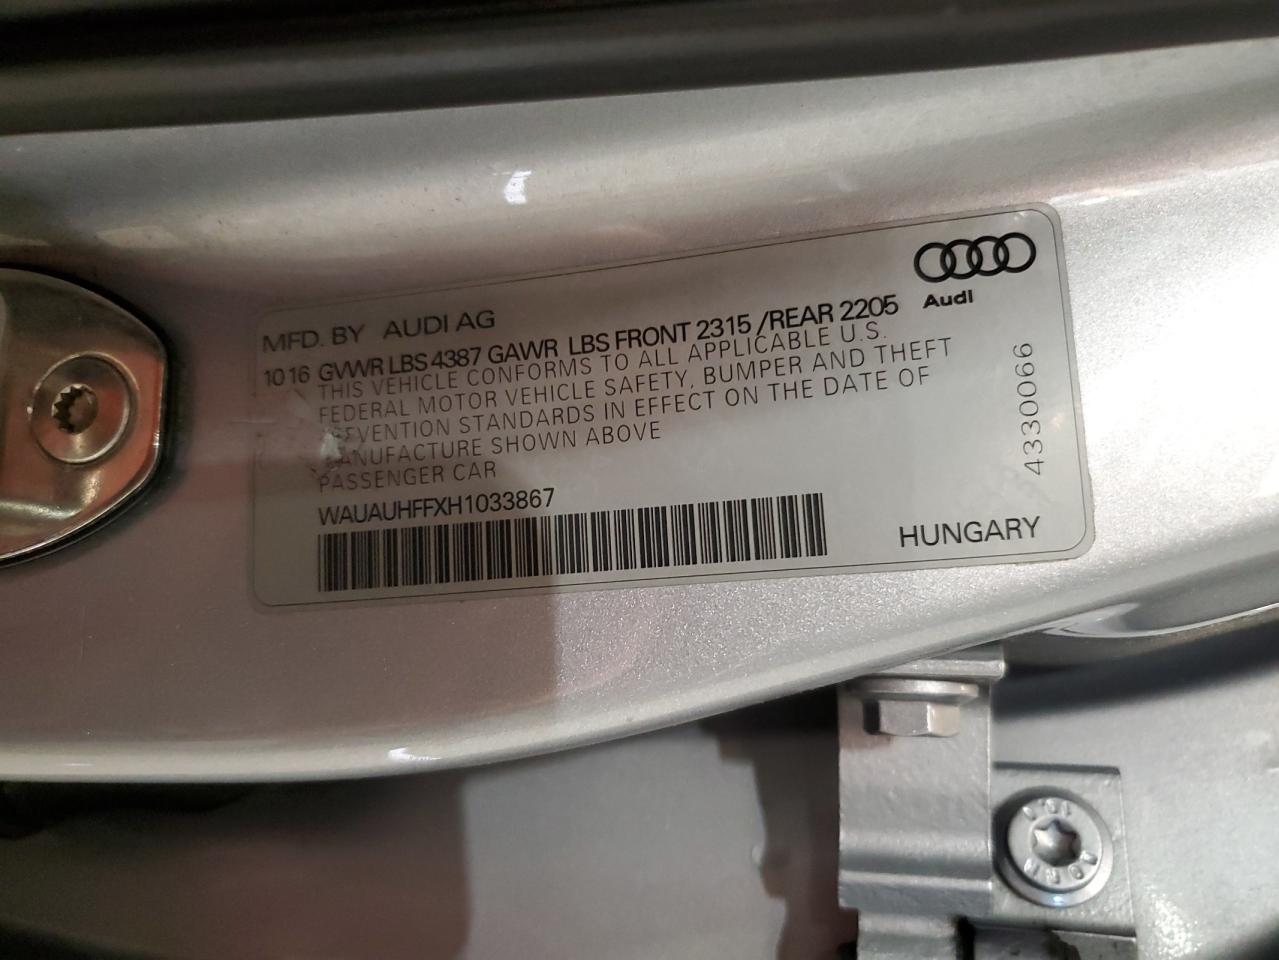 Audi
MFD. BY AUDI AG
10 16 GVWR LBS 4387 GAWR LBS FRONT 2315 /REAR 2205
THIS VEHICLE CONFORMS TO ALL APPLICABLE U.S.
FEDERAL MOTOR VEHICLE SAFETY, BUMPER AND THEFT
EVENTION STANDARDS IN EFFECT ON THE DATE OF
ANUFACTURE SHOWN ABOVE
PASSENGER CAR
WAUAUHFFXH1033867
HUNGARY
4330066